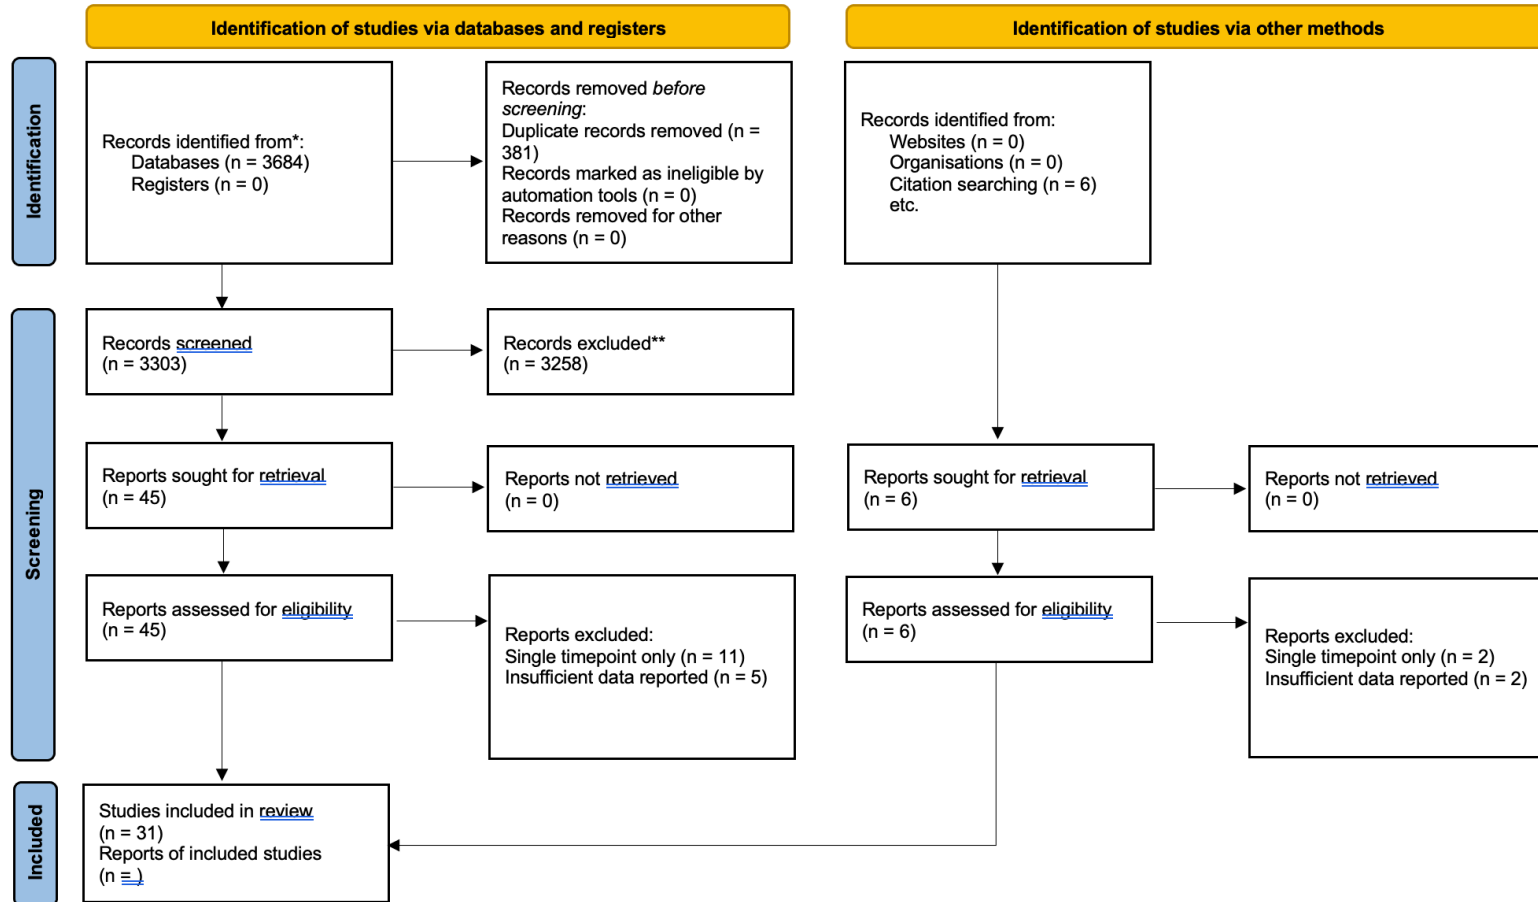 Identification of studies via databases and registers
Identification of studies via other methods
Identification
Records identified from*:
Databases (n = 3684)
Registers (n = 0)
Records removed before
screening:
Duplicate records removed (n =
381)
Records marked as ineligible by
automation tools (n = 0)
Records removed for other
reasons (n = 0)
Records identified from:
Websites (n = 0)
Organisations (n = 0)
Citation searching (n = 6)
etc.
Screening
Records screened
(n = 3303)
Records excluded**
(n = 3258)
Reports sought for retrieval
(n = 45)
Reports not retrieved
(n = 0)
Reports sought for retrieval
(n = 6)
Reports not retrieved
(n = 0)
Reports assessed for eligibility
(n = 45)
Reports excluded:
Single timepoint only (n = 11)
Insufficient data reported (n = 5)
Reports assessed for eligibility
(n = 6)
Reports excluded:
Single timepoint only (n = 2)
Insufficient data reported (n = 2)
Included
Studies included in review
(n = 31)
Reports of included studies
(n = )